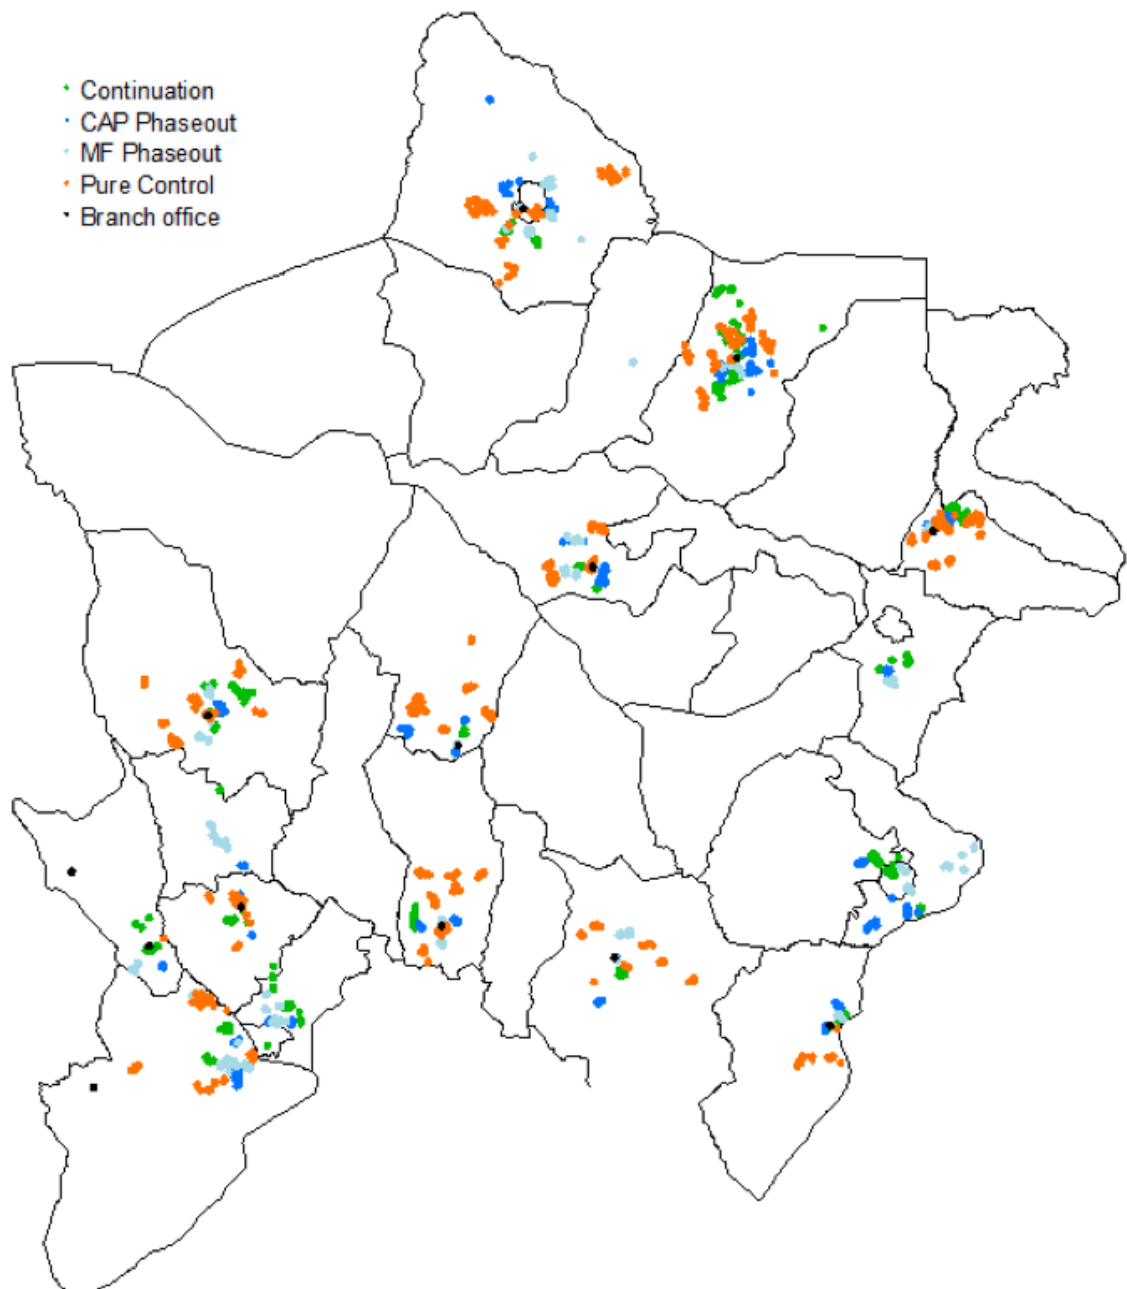 Continuation
CAP Phaseout
MF Phaseout
Pure Control
Branch office